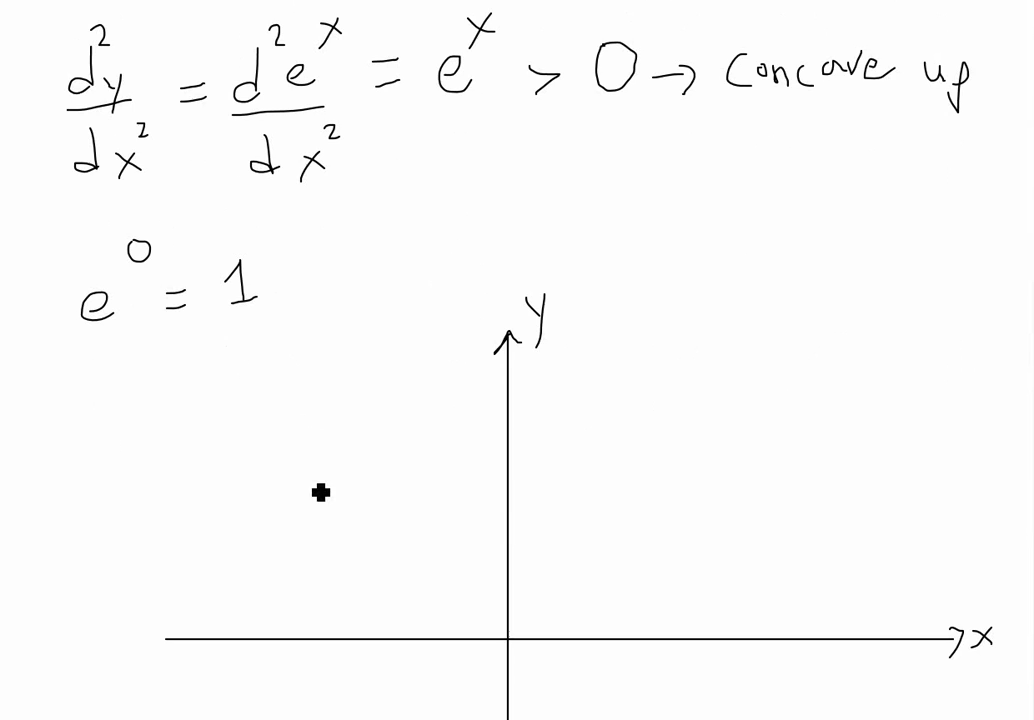 d²y/dx² = d²eˣ/dx² = eˣ > 0 → concave up
e⁰ = 1
y
x